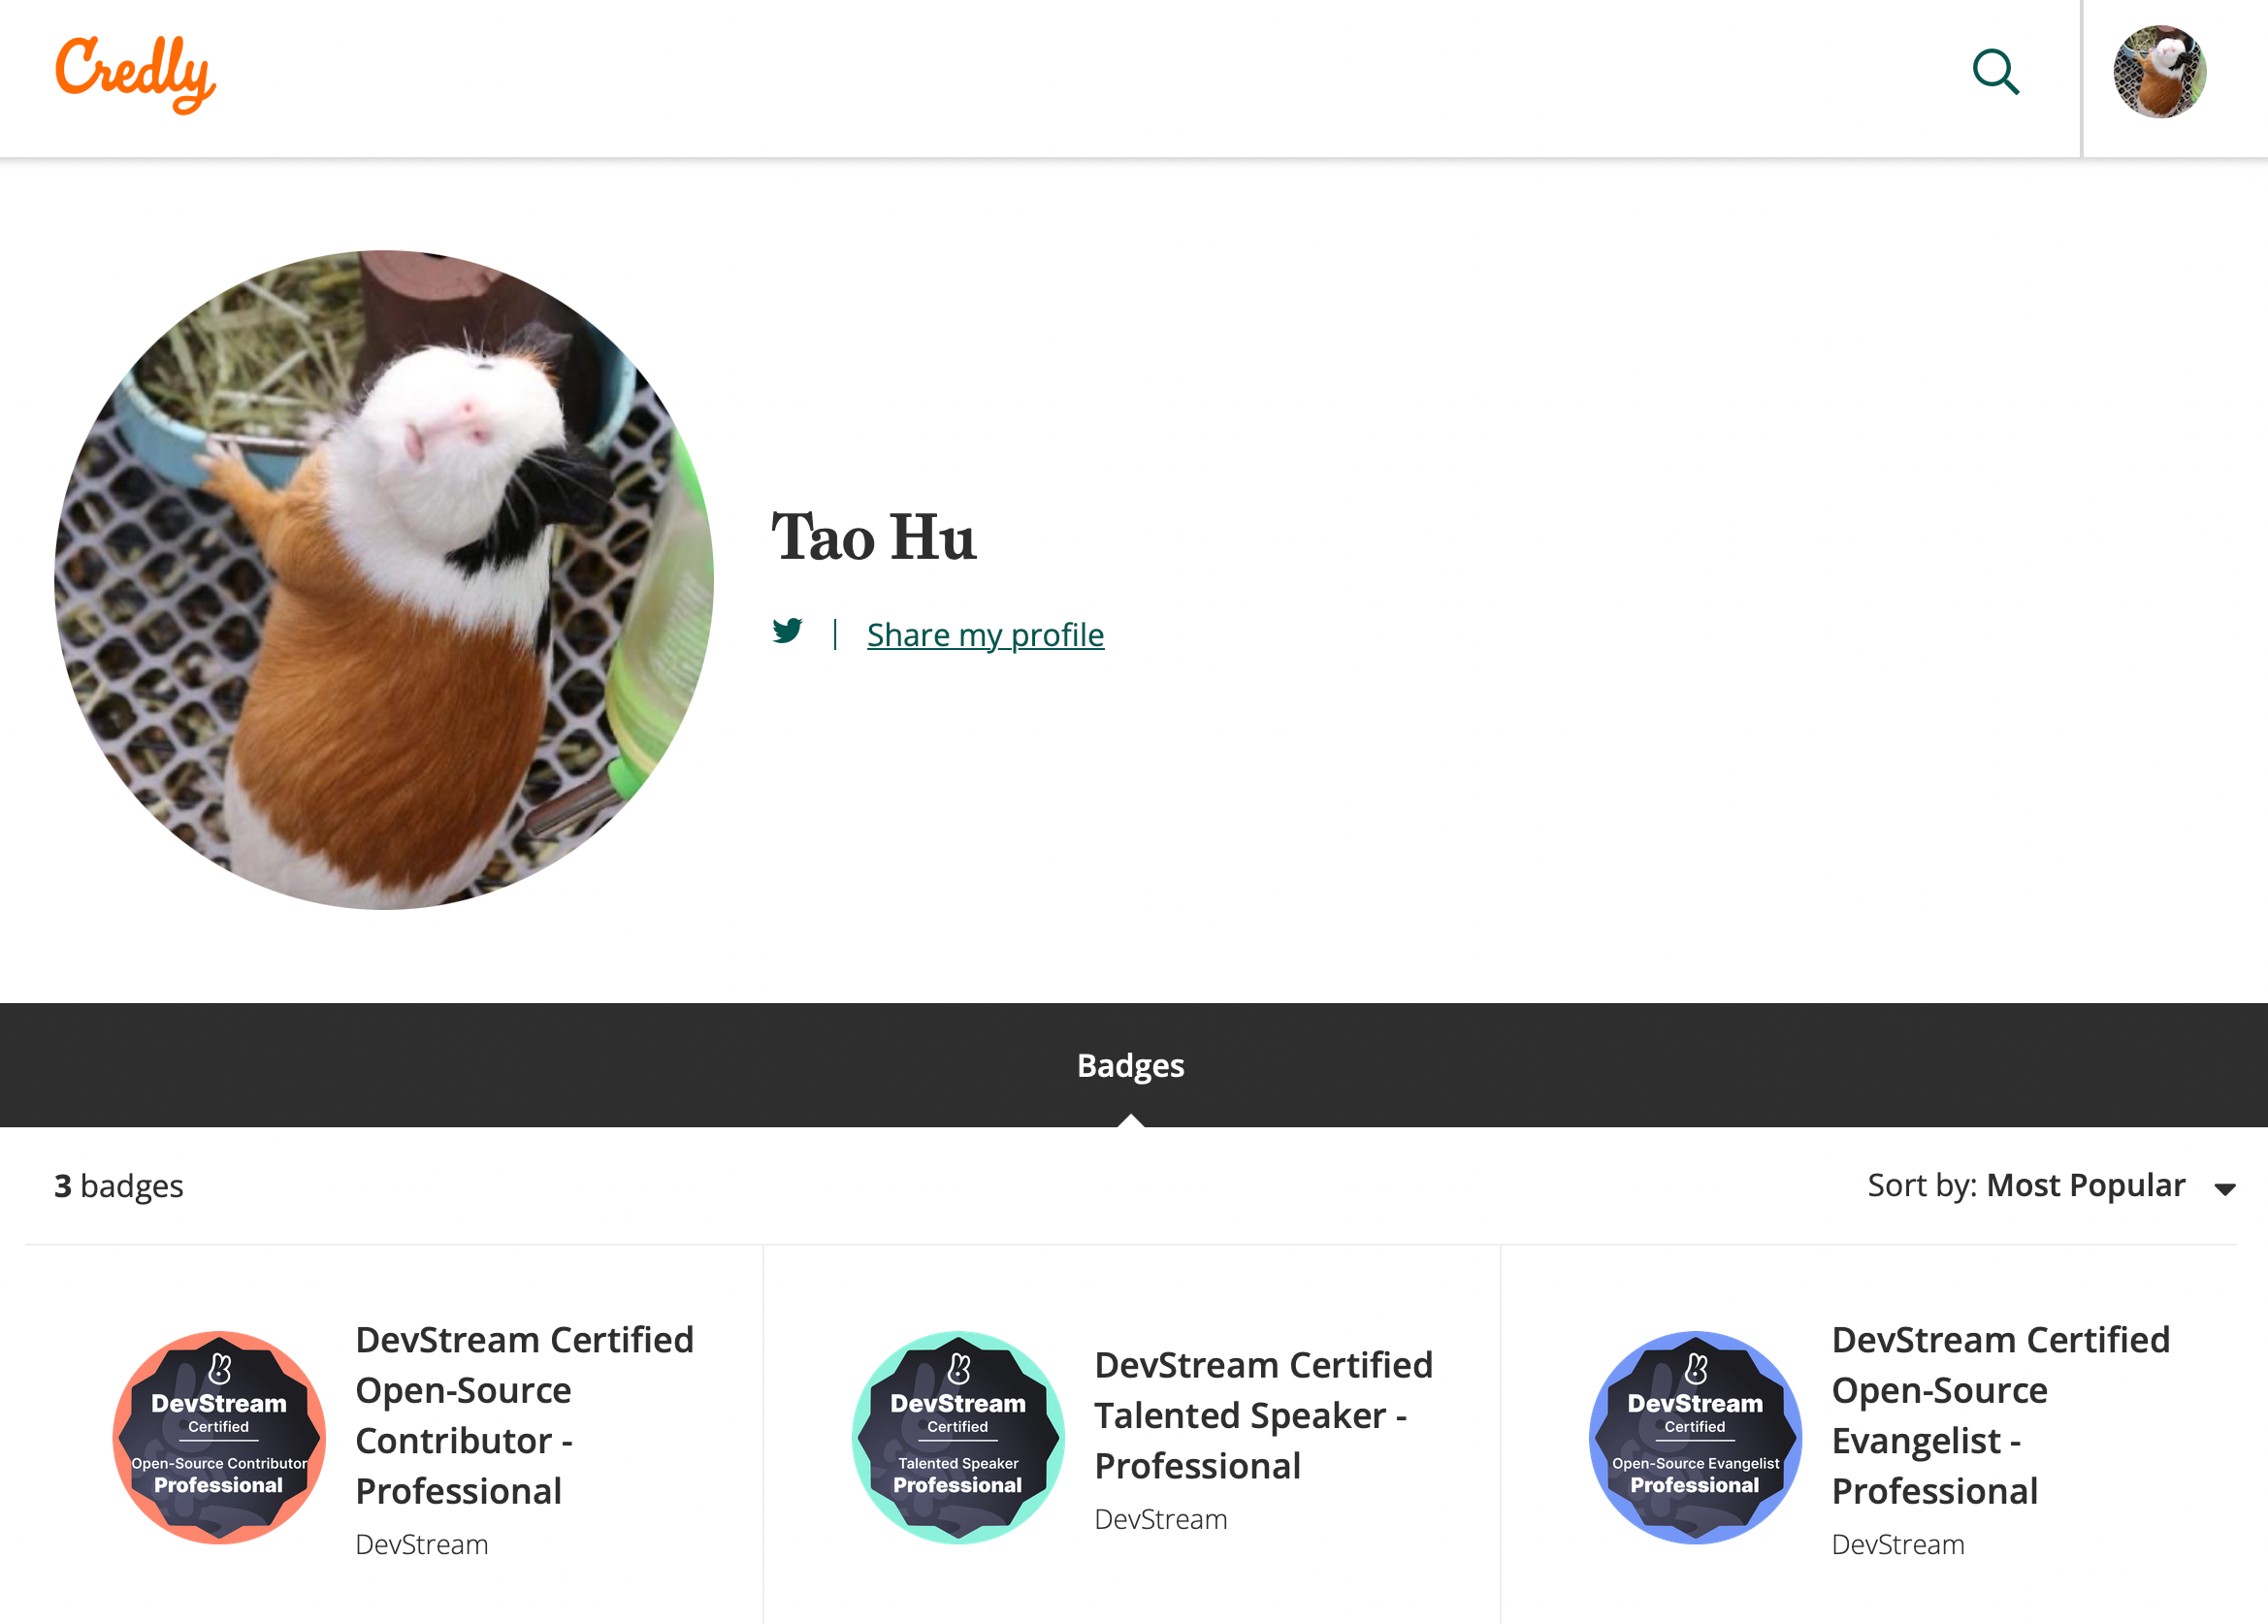 Credly
Tao Hu
Share my profile
Badges
3 badges
Sort by: Most Popular
DevStream
Certified
Open-Source Contributor
Professional
DevStream Certified
Open-Source
Contributor -
Professional
DevStream
DevStream
Certified
Talented Speaker
Professional
DevStream Certified
Talented Speaker -
Professional
DevStream
DevStream
Certified
Open-Source Evangelist
Professional
DevStream Certified
Open-Source
Evangelist -
Professional
DevStream